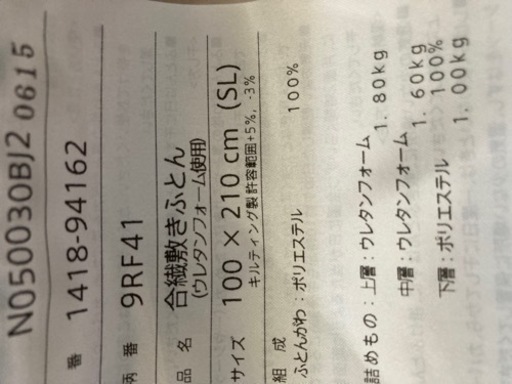 N050030BJ2 0615
番 1418-94162
柄 番 9RF41
品 名 合繊敷きふとん
(ウレタンフォーム使用)
サイズ 100 × 210 cm (SL)
キルティング製 許容範囲+5%, -3%
組 成
ふとんがわ:ポリエステル 100%
詰めもの:上層:ウレタンフォーム 1.80kg
中層:ウレタンフォーム 1.60kg
下層:ポリエステル 100%
1.00kg